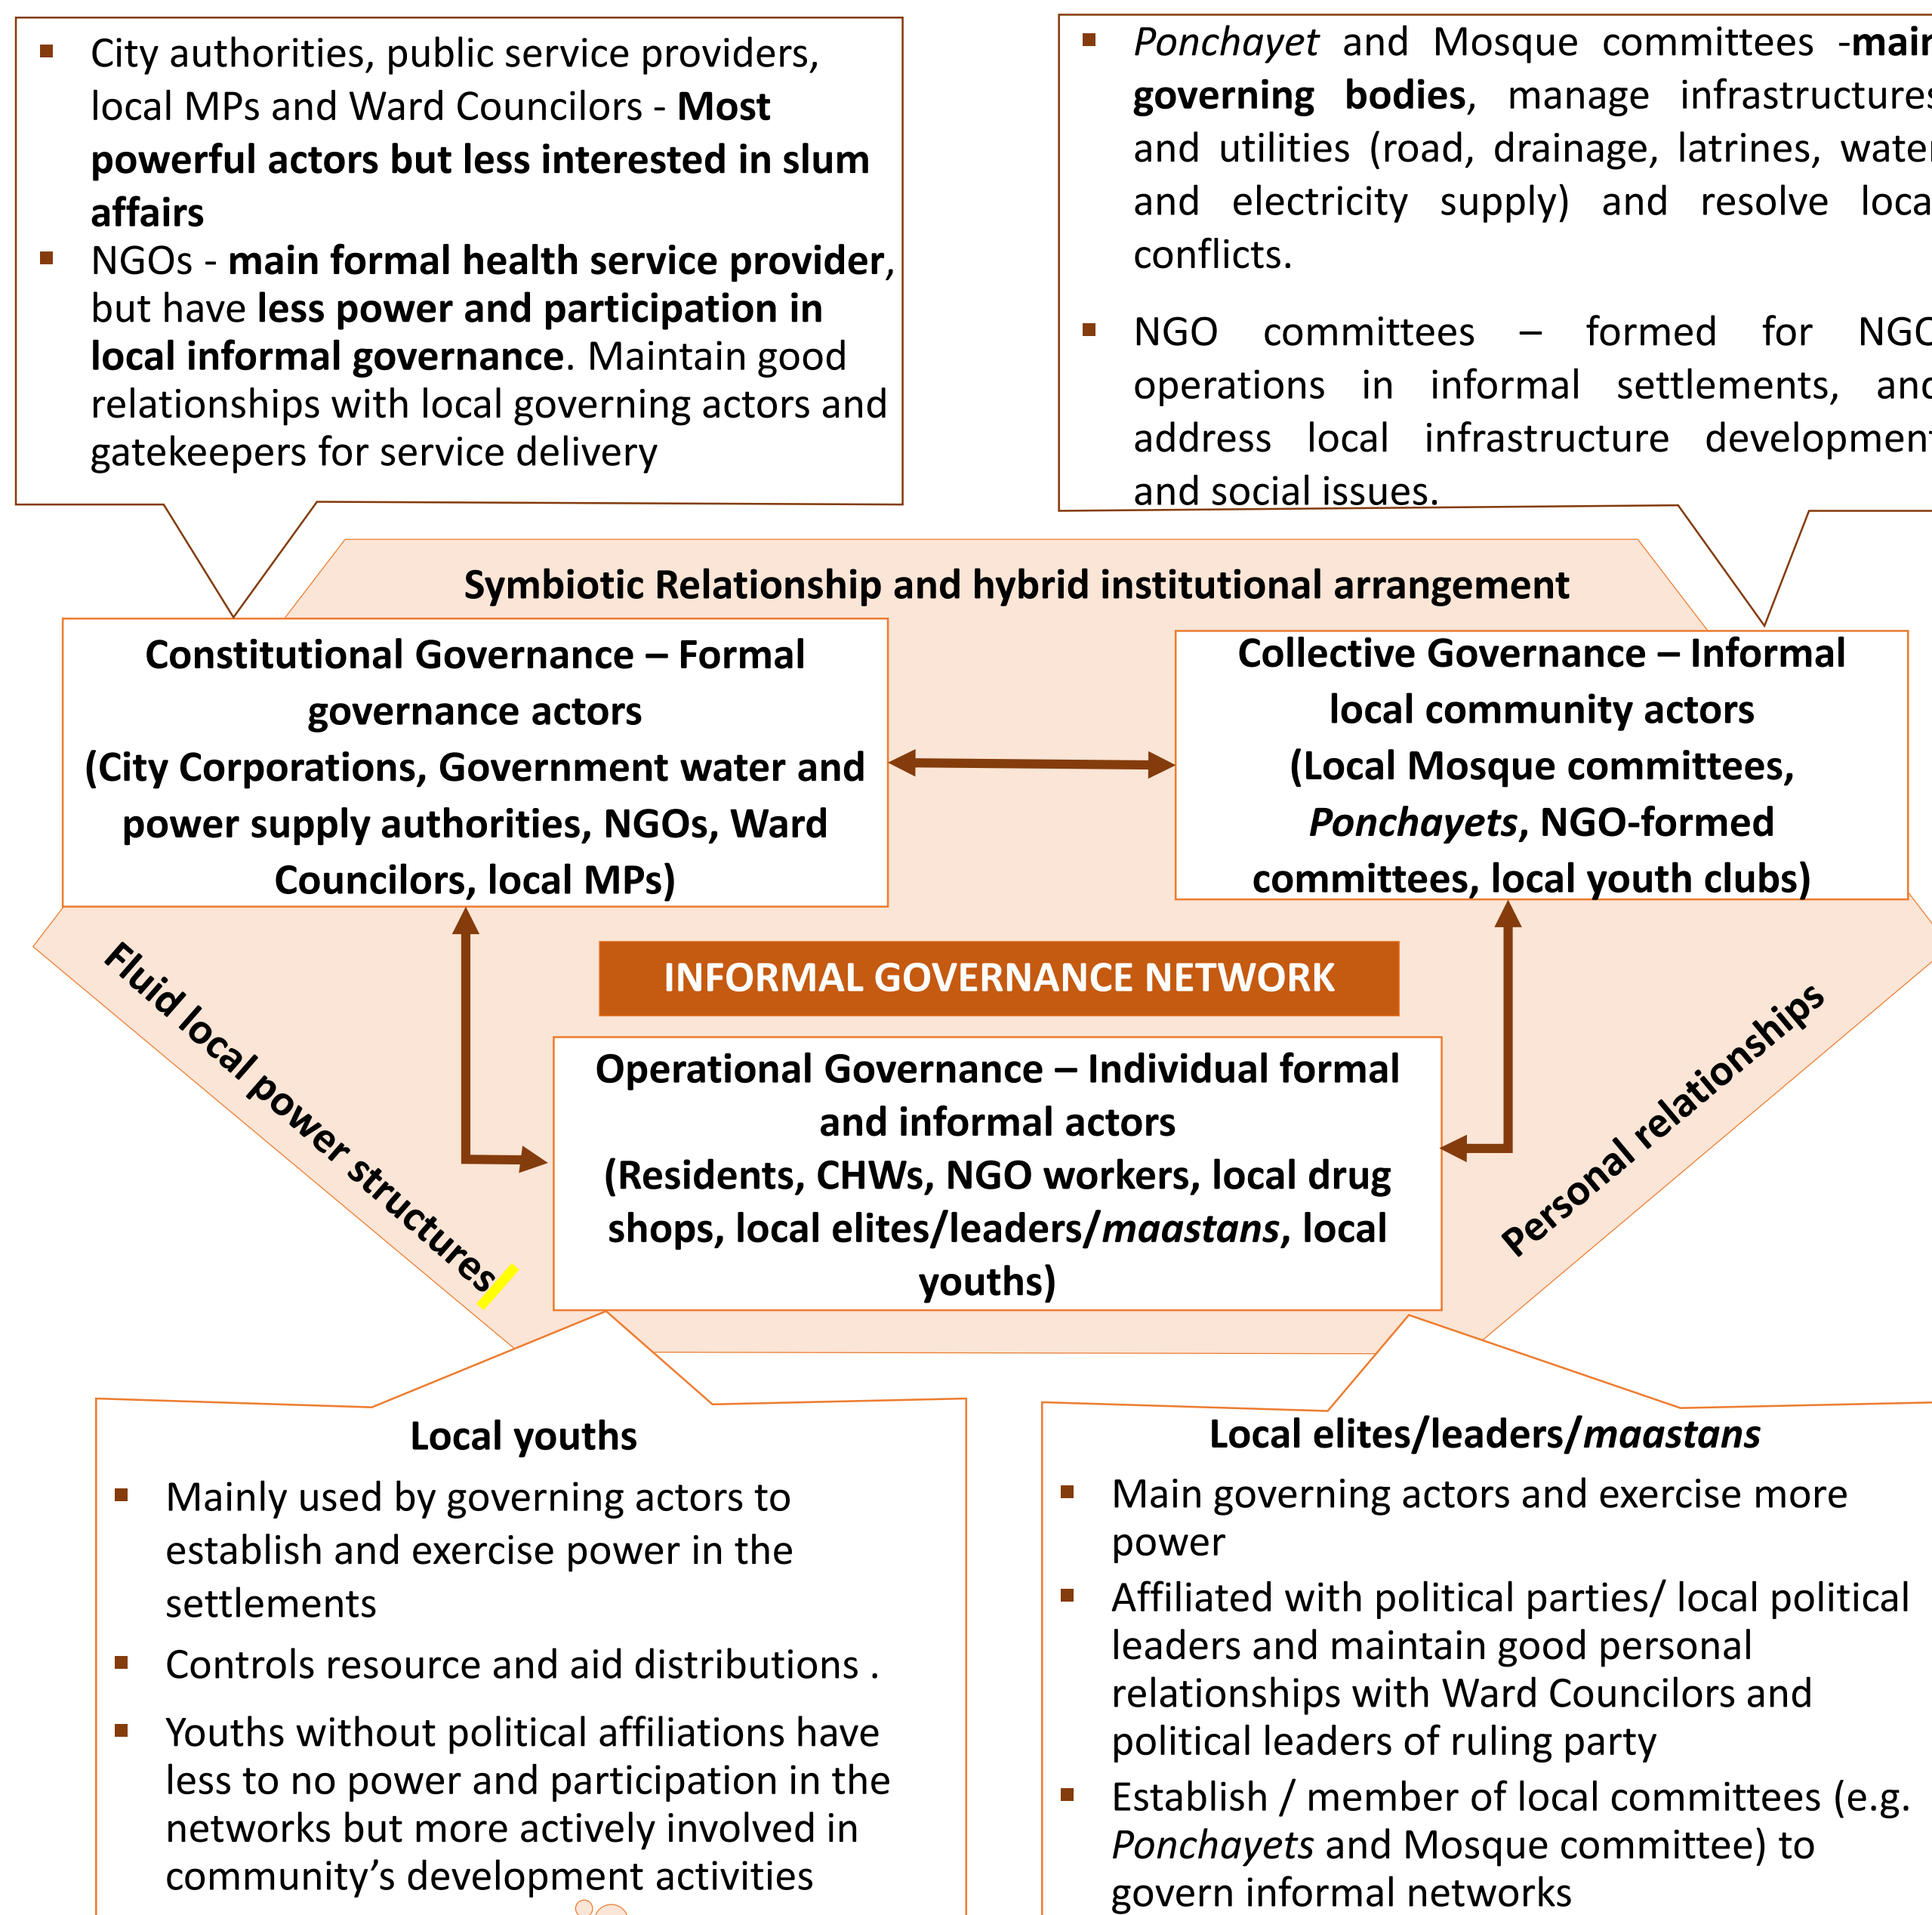 City authorities, public service providers,
local MPs and Ward Councilors - Most
powerful actors but less interested in slum
affairs
NGOs - main formal health service provider,
but have less power and participation in
local informal governance. Maintain good
relationships with local governing actors and
gatekeepers for service delivery
Ponchayet and Mosque committees -main
governing bodies, manage infrastructures
and utilities (road, drainage, latrines, water
and electricity supply) and resolve local
conflicts.
NGO committees – formed for NGO
operations in informal settlements, and
address local infrastructure development
and social issues.
Symbiotic Relationship and hybrid institutional arrangement
Constitutional Governance – Formal
governance actors
(City Corporations, Government water and
power supply authorities, NGOs, Ward
Councilors, local MPs)
Collective Governance – Informal
local community actors
(Local Mosque committees,
Ponchayets, NGO-formed
committees, local youth clubs)
Fluid local power structures
INFORMAL GOVERNANCE NETWORK
Personal relationships
Operational Governance – Individual formal
and informal actors
(Residents, CHWs, NGO workers, local drug
shops, local elites/leaders/maastans, local
youths)
Local youths
Mainly used by governing actors to
establish and exercise power in the
settlements
Controls resource and aid distributions .
Youths without political affiliations have
less to no power and participation in the
networks but more actively involved in
community’s development activities
Local elites/leaders/maastans
Main governing actors and exercise more
power
Affiliated with political parties/ local political
leaders and maintain good personal
relationships with Ward Councilors and
political leaders of ruling party
Establish / member of local committees (e.g.
Ponchayets and Mosque committee) to
govern informal networks